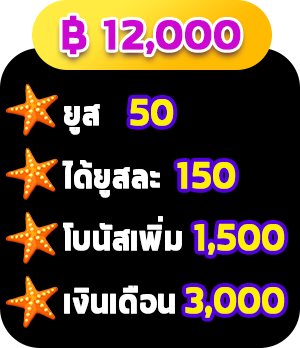 ฿ 12,000
ยูส 50
ได้ยูสละ 150
โบนัสเพิ่ม 1,500
เงินเดือน 3,000